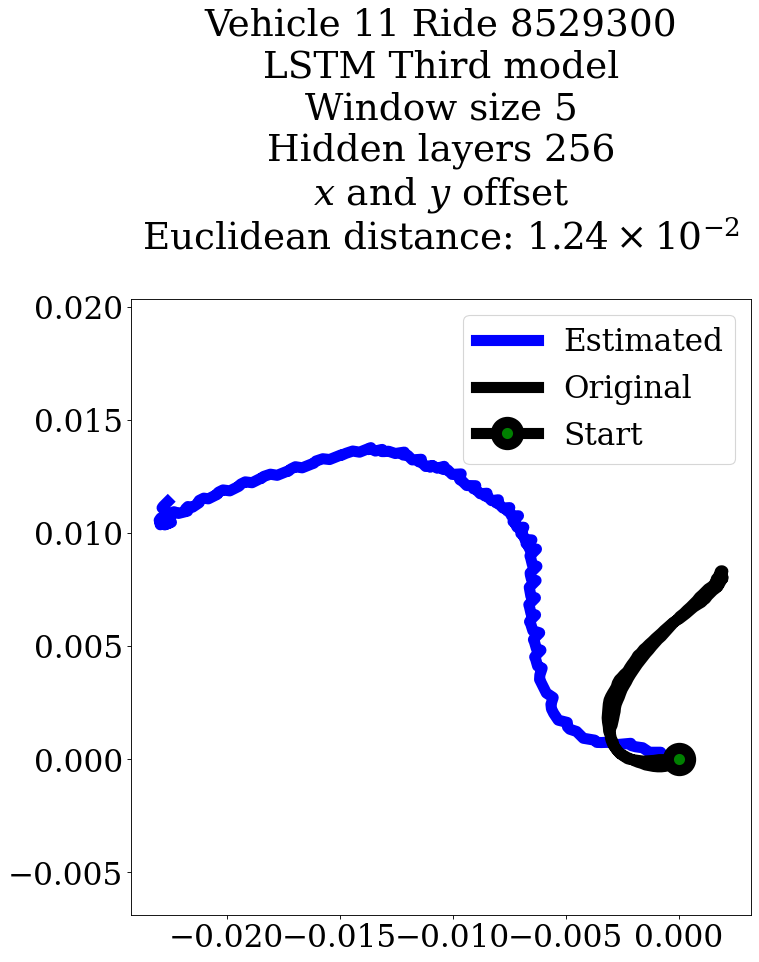 Vehicle 11 Ride 8529300
LSTM Third model
Window size 5
Hidden layers 256
x and y offset
Euclidean distance: 1.24 × 10⁻²
Estimated
Original
Start
0.020
0.015
0.010
0.005
0.000
−0.005
−0.020 −0.015 −0.010 −0.005 0.000